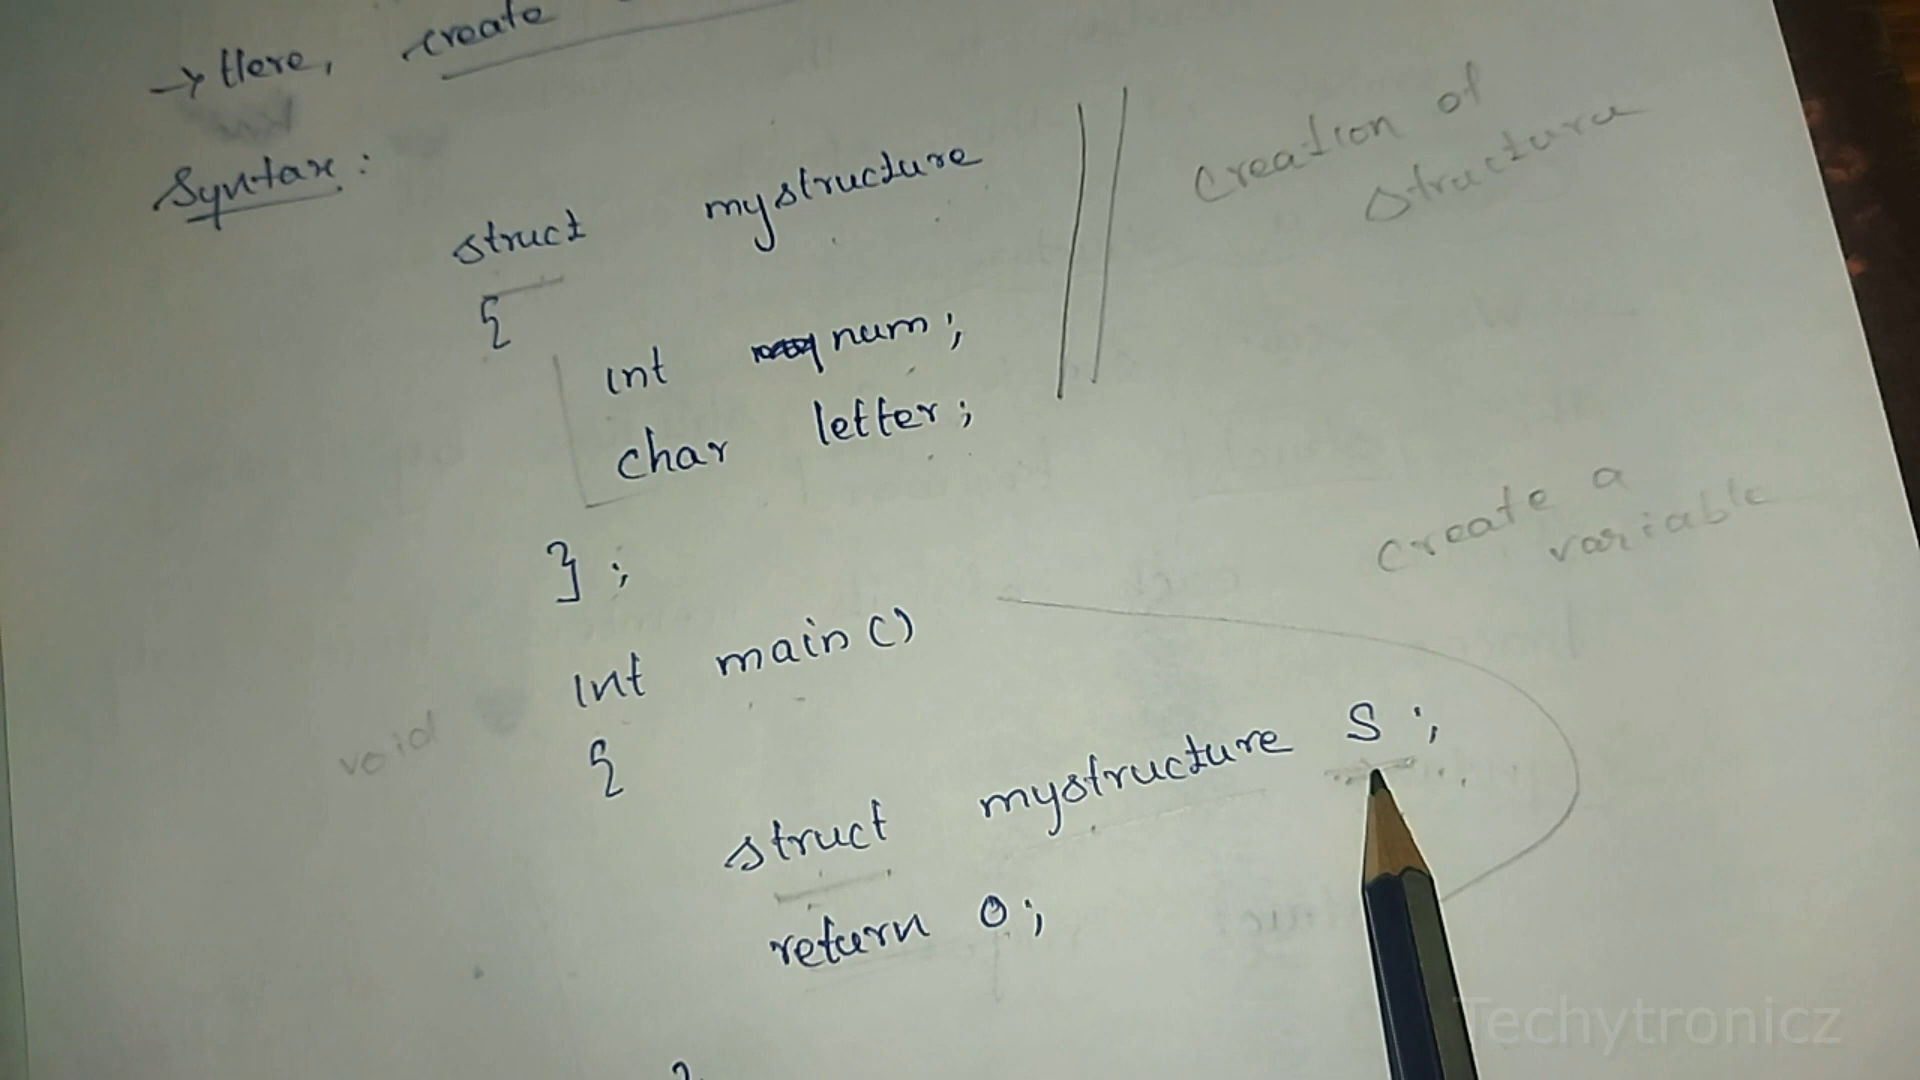 → Here, create
Syntax :
struct mystructure
{
int num ;
char letter ;
} ;
creation of
structure
int main ()
create a
variable
void
{
struct mystructure S ;
return 0 ;
}
Techytronicz